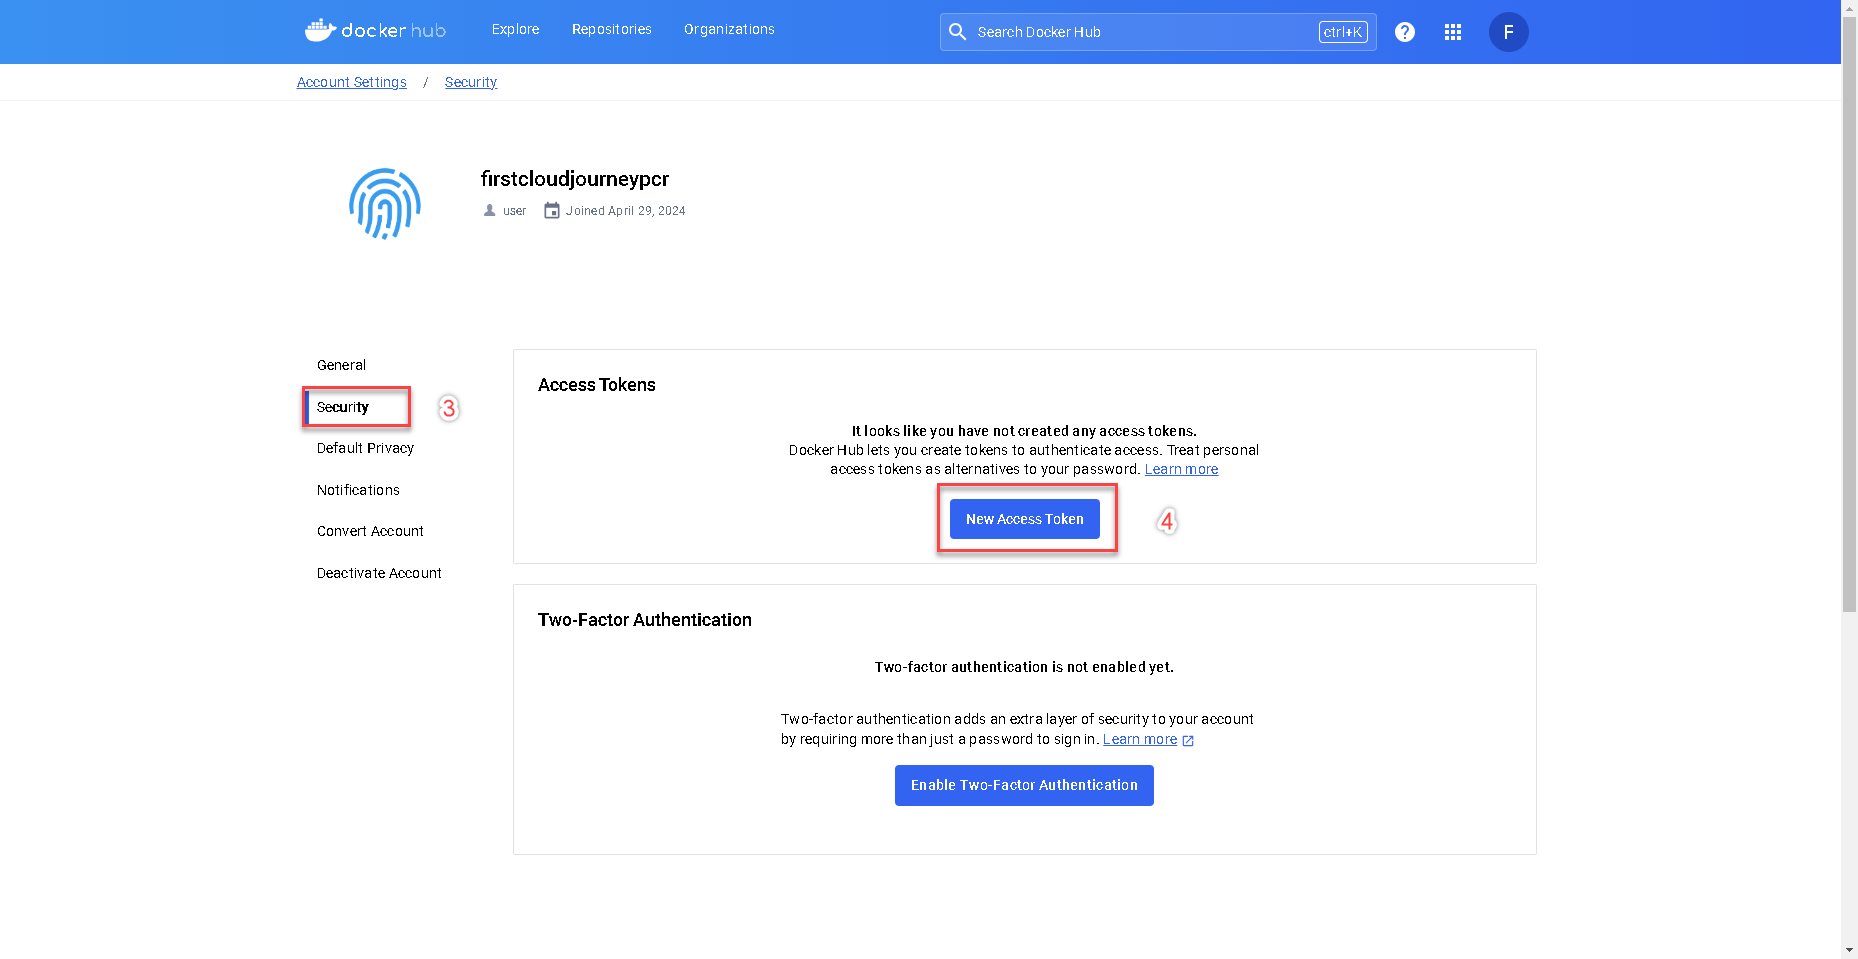 docker hub
Explore
Repositories
Organizations
Search Docker Hub
ctrl+K
?
F
Account Settings / Security
firstcloudjourneypcr
user
Joined April 29, 2024
General
Security
3
Default Privacy
Notifications
Convert Account
Deactivate Account
Access Tokens
It looks like you have not created any access tokens.
Docker Hub lets you create tokens to authenticate access. Treat personal
access tokens as alternatives to your password. Learn more
New Access Token
4
Two-Factor Authentication
Two-factor authentication is not enabled yet.
Two-factor authentication adds an extra layer of security to your account
by requiring more than just a password to sign in. Learn more
Enable Two-Factor Authentication